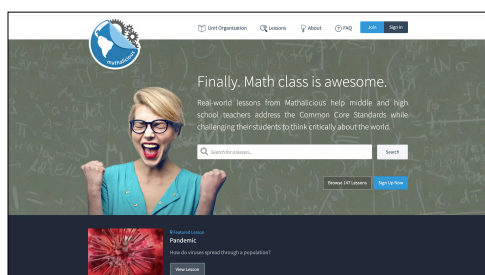 Unit Organization Lessons About FAQ Join Sign In
mathalicious
Finally. Math class is awesome.
Real-world lessons from Mathalicious help middle and high
school teachers address the Common Core Standards while
challenging their students to think critically about the world.
Search for a lesson... Search
Browse 147 Lessons Sign Up Now
Featured Lesson
Pandemic
How do viruses spread through a population?
View Lesson